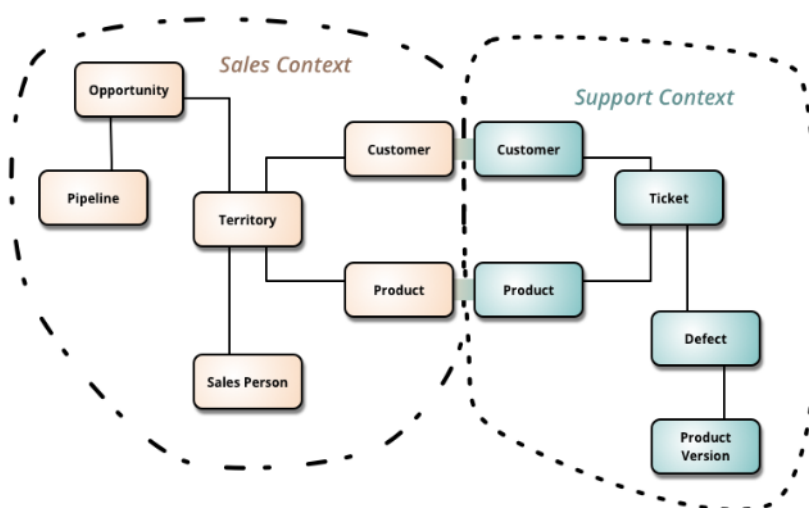 Sales Context
Opportunity
Support Context
Customer
Customer
Pipeline
Ticket
Territory
Product
Product
Defect
Sales Person
Product
Version